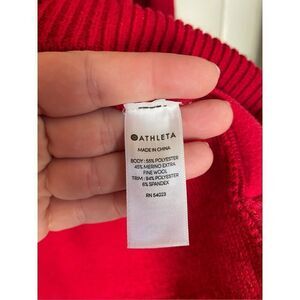 ATHLETA
MADE IN CHINA
BODY : 55% POLYESTER
45% MERINO EXTRA
FINE WOOL
TRIM : 94% POLYESTER
6% SPANDEX
RN 54023